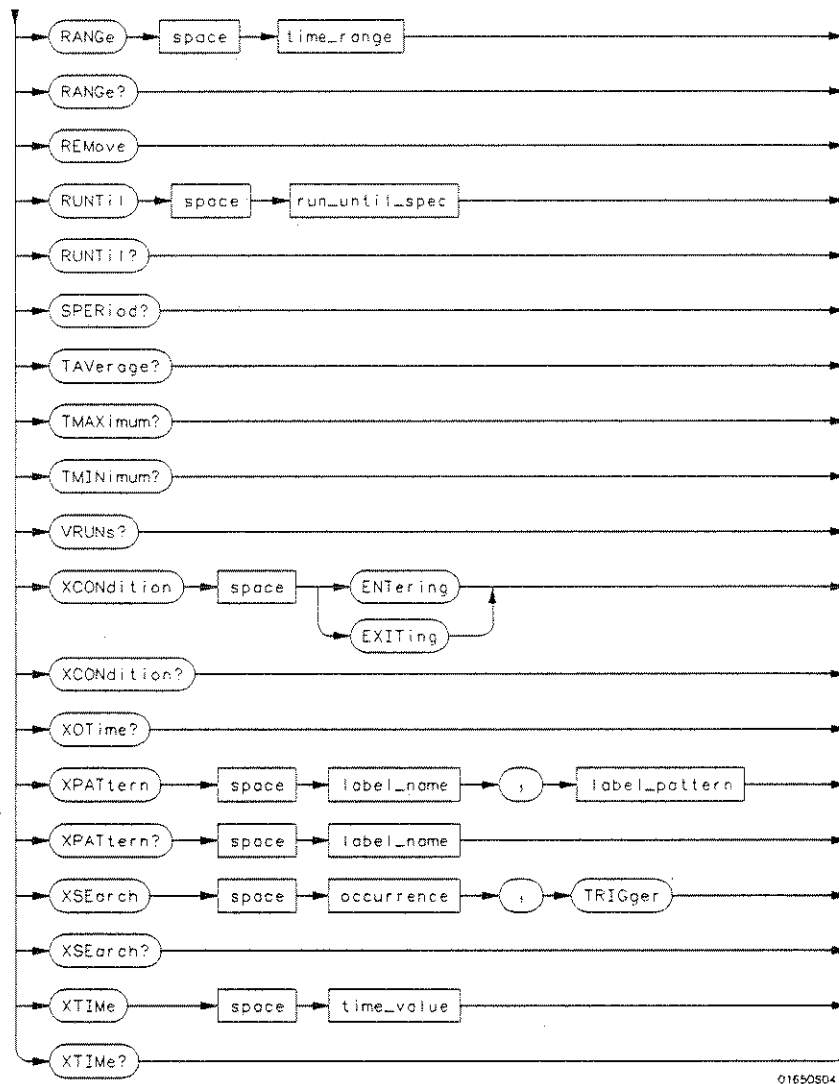 RANGe space time_range
RANGe?
REMove
RUNTil space run_until_spec
RUNTil?
SPERiod?
TAVerage?
TMAXimum?
TMINimum?
VRUNs?
XCONdition space ENTering
EXITing
XCONdition?
XOTime?
XPATtern space label_name , label_pattern
XPATtern? space label_name
XSEarch space occurrence , TRIGger
XSEarch?
XTIMe space time_value
XTIMe?
01650S04